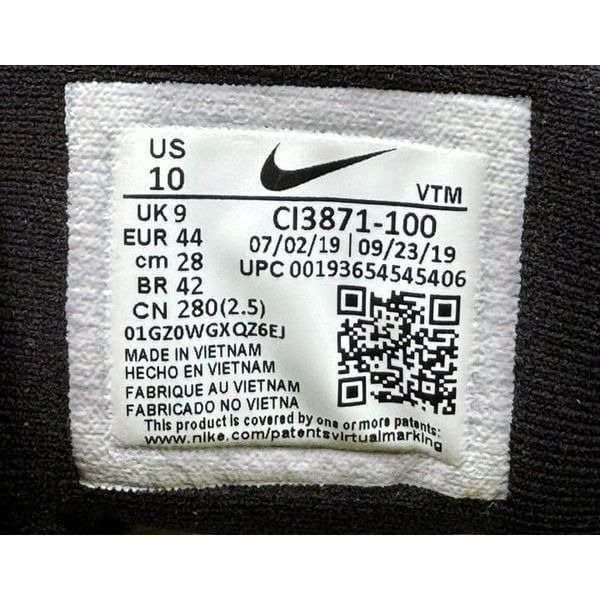 US
10
VTM
UK 9
CI3871-100
EUR 44
07/02/19 | 09/23/19
cm 28
UPC 00193654545406
BR 42
CN 280(2.5)
01GZ0WGXQZ6EJ
MADE IN VIETNAM
HECHO EN VIETNAM
FABRIQUE AU VIETNAM
FABRICADO NO VIETNA
This product is covered by one or more patents:
www.nike.com/patentsvirtualmarking